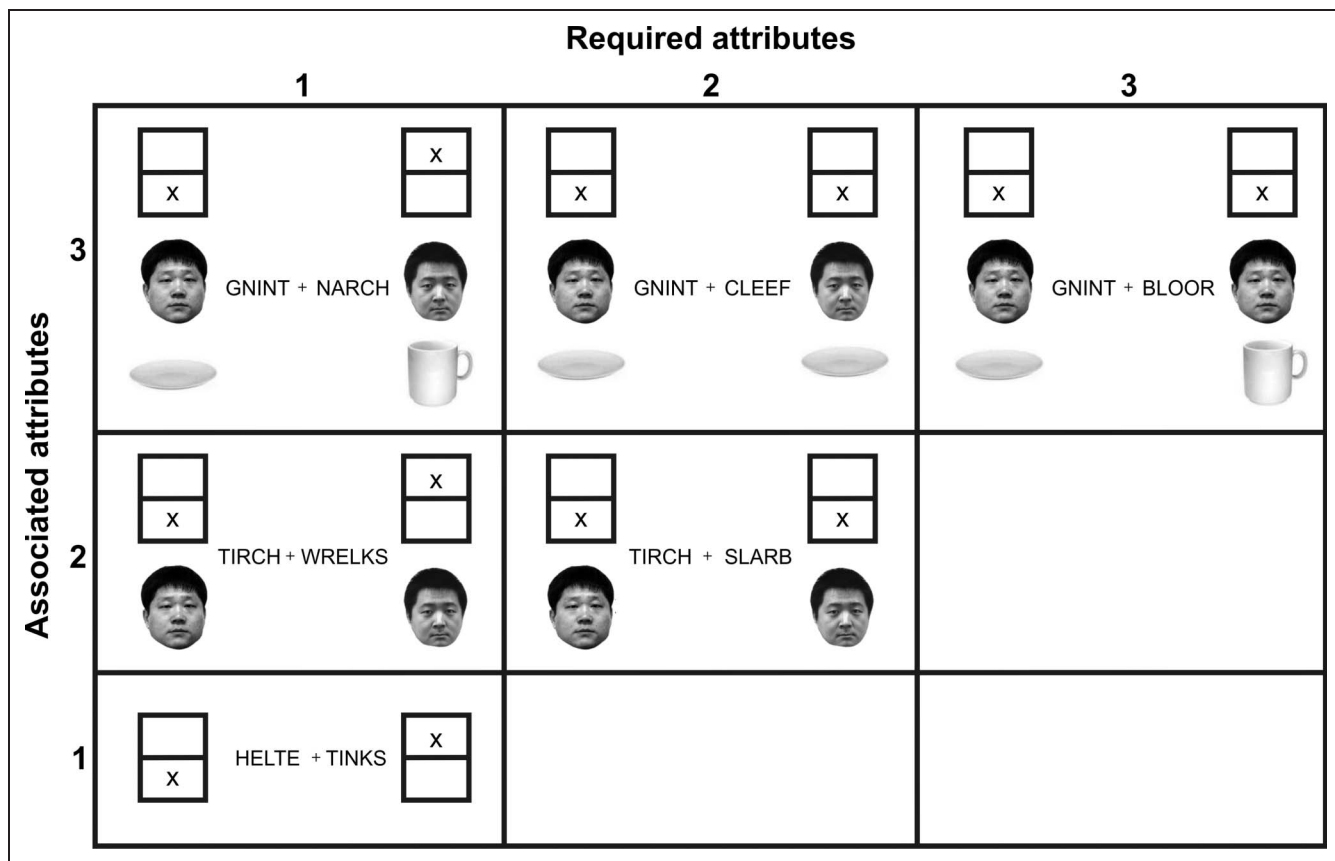 Required attributes
1 2 3
Associated attributes
3
x
x
GNINT + NARCH
x
x
GNINT + CLEEF
x
x
GNINT + BLOOR
2
x
x
TIRCH + WRELKS
x
x
TIRCH + SLARB
1
x
x
HELTE + TINKS